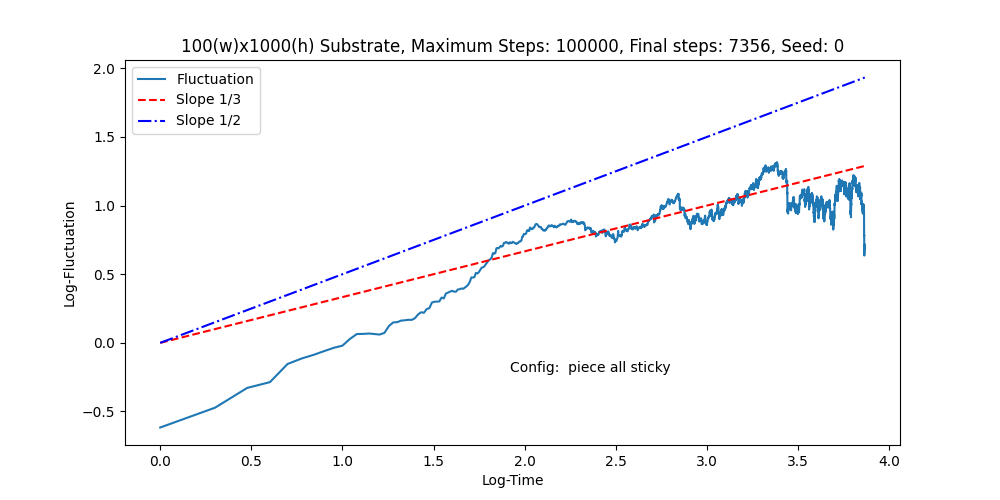 100(w)x1000(h) Substrate, Maximum Steps: 100000, Final steps: 7356, Seed: 0
2.0
1.5
1.0
0.5
0.0
−0.5
Log-Fluctuation
Fluctuation
Slope 1/3
Slope 1/2
Config:  piece all sticky
0.0 0.5 1.0 1.5 2.0 2.5 3.0 3.5 4.0
Log-Time